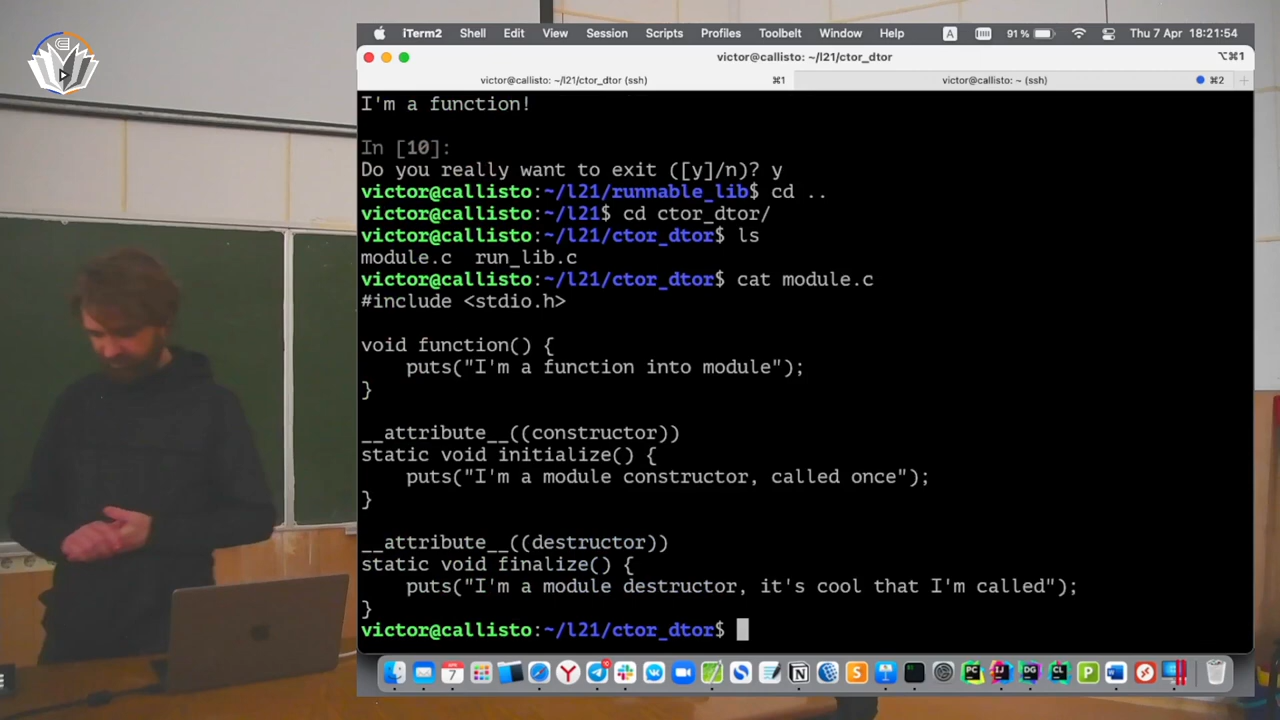 iTerm2 Shell Edit View Session Scripts Profiles Toolbelt Window Help A 91 % Thu 7 Apr 18:21:54
victor@callisto: ~/l21/ctor_dtor ⌥⌘1
victor@callisto: ~/l21/ctor_dtor (ssh) ⌘1 victor@callisto: ~ (ssh) ⌘2
I'm a function!
In [10]:
Do you really want to exit ([y]/n)? y
victor@callisto:~/l21/runnable_lib$ cd ..
victor@callisto:~/l21$ cd ctor_dtor/
victor@callisto:~/l21/ctor_dtor$ ls
module.c  run_lib.c
victor@callisto:~/l21/ctor_dtor$ cat module.c
#include <stdio.h>
void function() {
    puts("I'm a function into module");
}
__attribute__((constructor))
static void initialize() {
    puts("I'm a module constructor, called once");
}
__attribute__((destructor))
static void finalize() {
    puts("I'm a module destructor, it's cool that I'm called");
}
victor@callisto:~/l21/ctor_dtor$